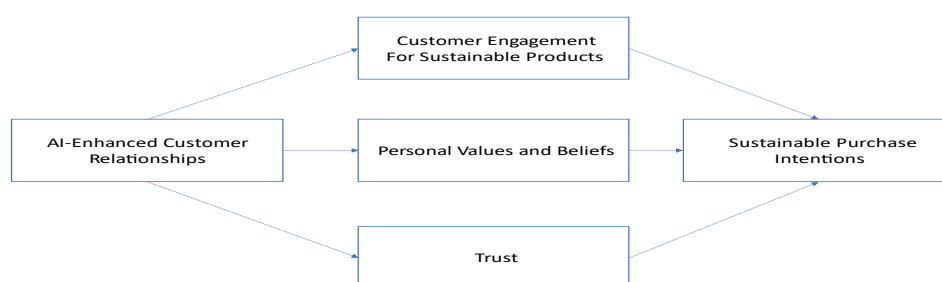 Customer Engagement
For Sustainable Products
AI-Enhanced Customer
Relationships
Personal Values and Beliefs
Sustainable Purchase
Intentions
Trust